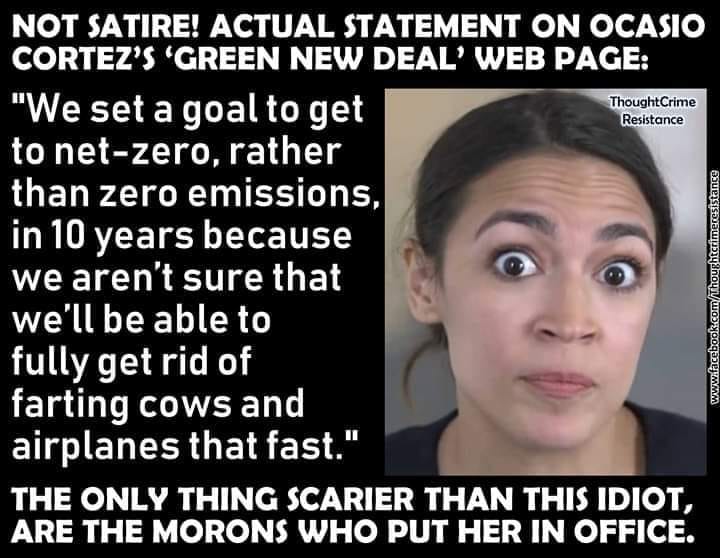 NOT SATIRE! ACTUAL STATEMENT ON OCASIO
CORTEZ'S 'GREEN NEW DEAL' WEB PAGE:
"We set a goal to get
to net-zero, rather
than zero emissions,
in 10 years because
we aren't sure that
we'll be able to
fully get rid of
farting cows and
airplanes that fast."
ThoughtCrime
Resistance
www.facebook.com/Thoughtcrimeresistance
THE ONLY THING SCARIER THAN THIS IDIOT,
ARE THE MORONS WHO PUT HER IN OFFICE.